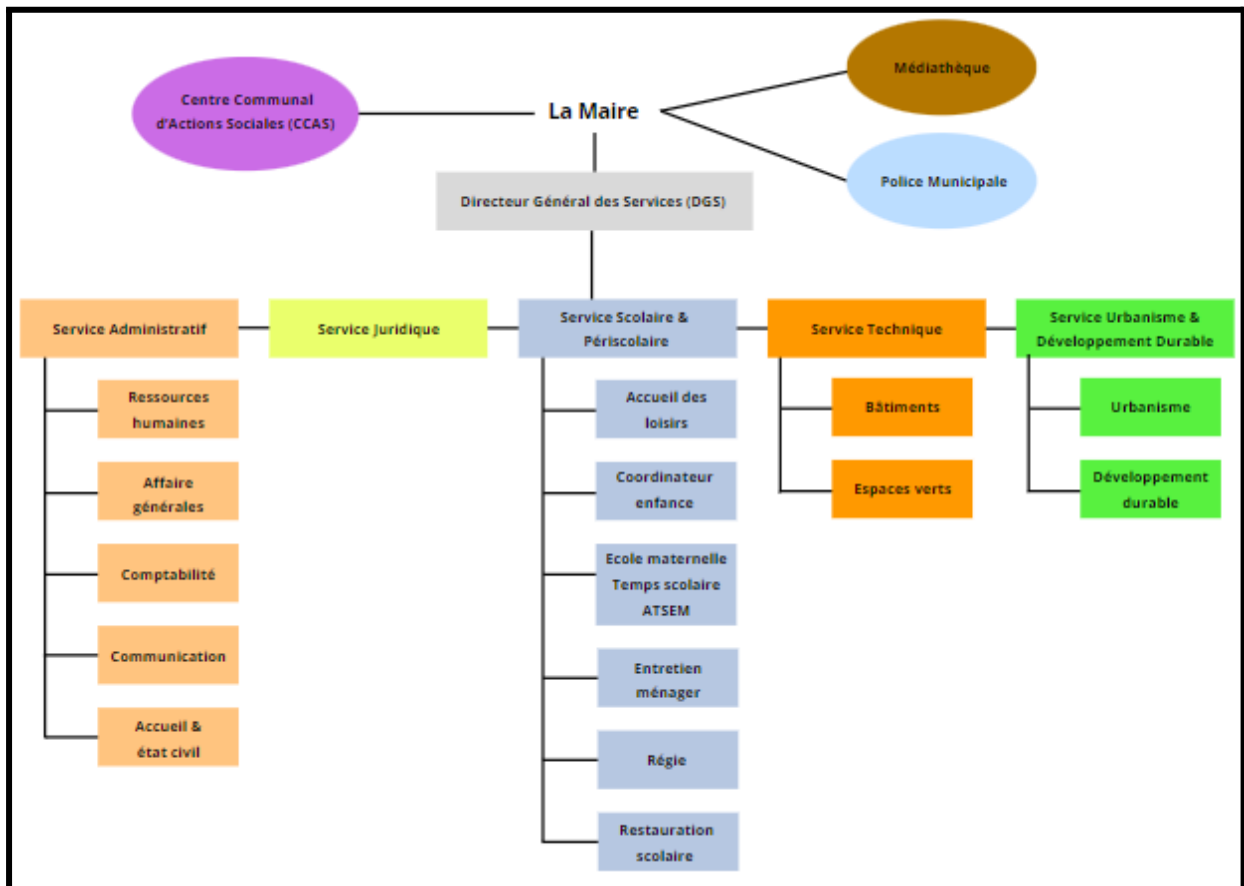 Centre Communal
d'Actions Sociales (CCAS)
La Maire
Médiathèque
Police Municipale
Directeur Général des Services (DGS)
Service Administratif
Service Juridique
Service Scolaire &
Périscolaire
Service Technique
Service Urbanisme &
Développement Durable
Ressources
humaines
Affaire
générales
Comptabilité
Communication
Accueil &
état civil
Accueil des
loisirs
Coordinateur
enfance
Ecole maternelle
Temps scolaire
ATSEM
Entretien
ménager
Régie
Restauration
scolaire
Bâtiments
Espaces verts
Urbanisme
Développement
durable